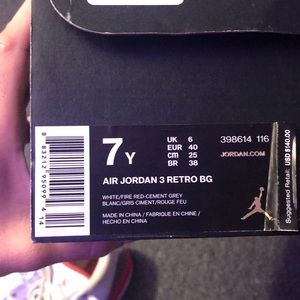 7 Y
UK 6
EUR 40
cm 25
BR 38
398614 116
JORDAN.COM
AIR JORDAN 3 RETRO BG
WHITE/FIRE RED-CEMENT GREY
BLANC/GRIS CIMENT/ROUGE FEU
MADE IN CHINA / FABRIQUE EN CHINE /
HECHO EN CHINA
Suggested Retail: USD $140.00